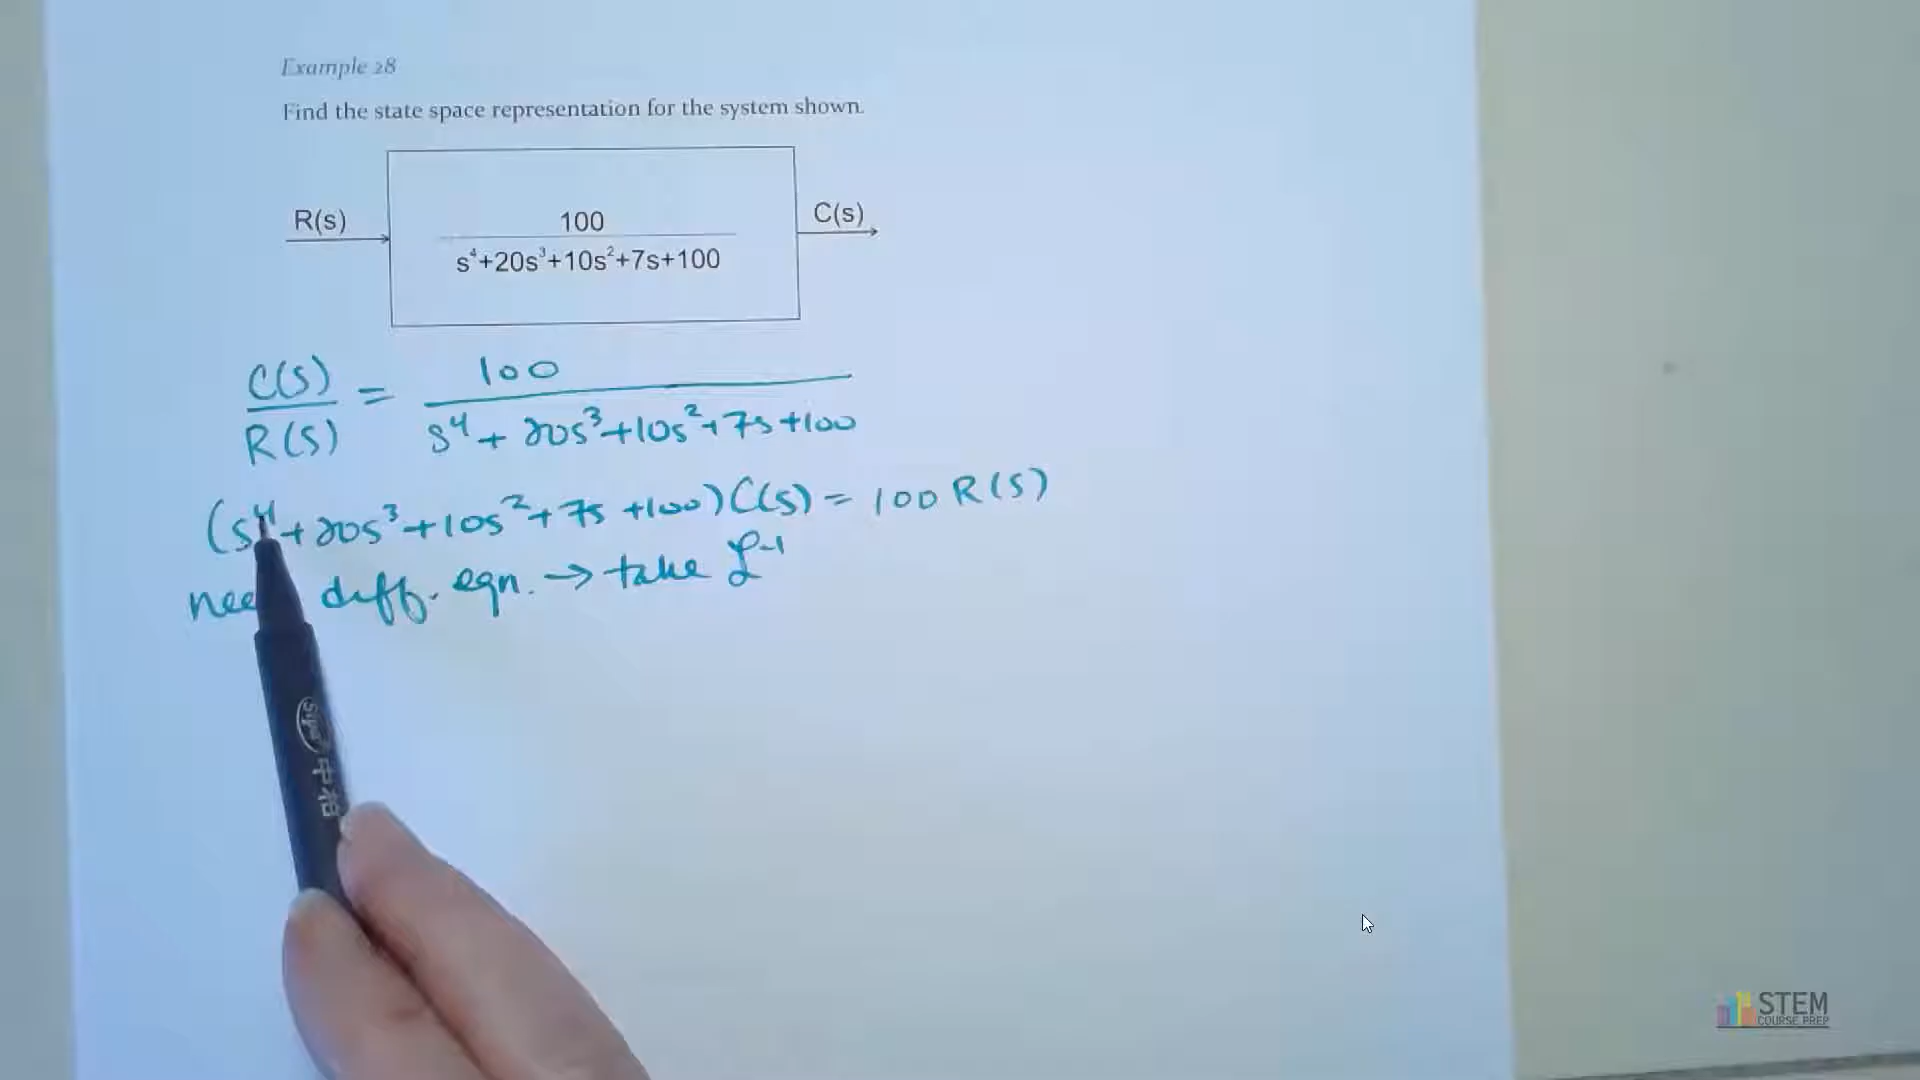 Example 28
Find the state space representation for the system shown.
R(s)
100
s⁴+20s³+10s²+7s+100
C(s)
C(s) = 100
R(s) s⁴ + 20s³+10s²+7s+100
(s⁴+20s³+10s²+7s+100)C(s) = 100 R(s)
diff. eqn. → take ℒ⁻¹
STEM
COURSE PREP